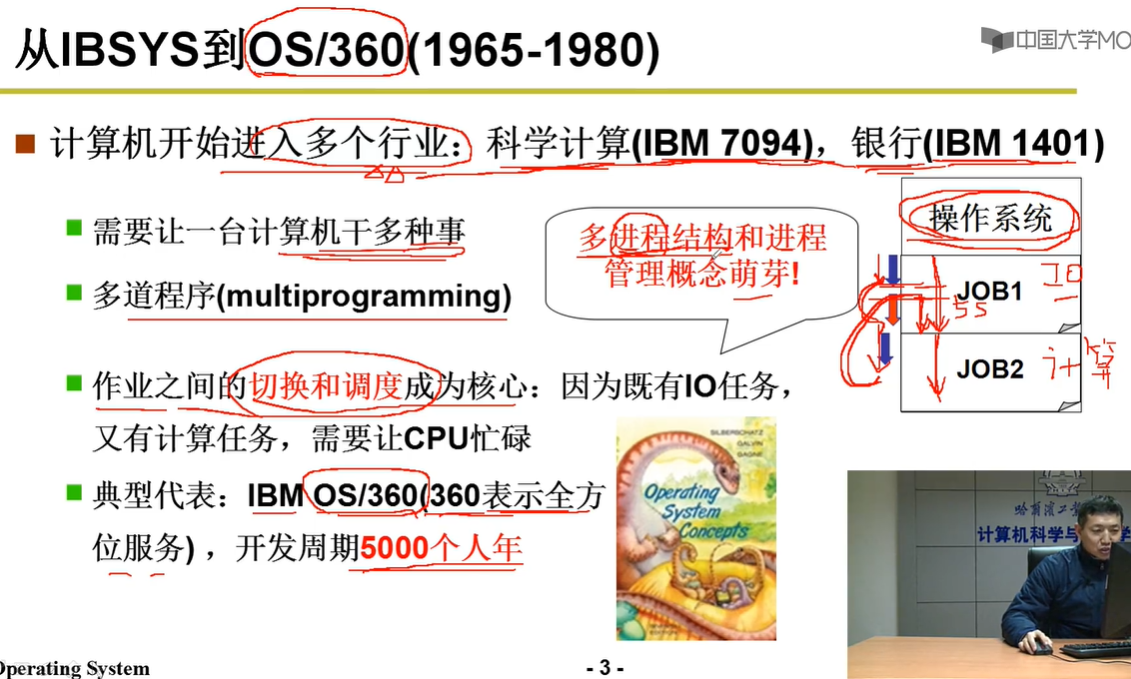 从IBSYS到OS/360(1965-1980)
中国大学MO
计算机开始进入多个行业：科学计算(IBM 7094)，银行(IBM 1401)
需要让一台计算机干多种事
多道程序(multiprogramming)
多进程结构和进程
管理概念萌芽!
操作系统
JOB1
IO
5s
JOB2
计算
作业之间的切换和调度成为核心：因为既有IO任务，
又有计算任务，需要让CPU忙碌
典型代表：IBM OS/360(360表示全方
位服务)，开发周期5000个人年
SILBERSCHATZ
GALVIN
GAGNE
Operating
System
Concepts
哈尔滨工业
计算机科学与
学
Operating System
- 3 -